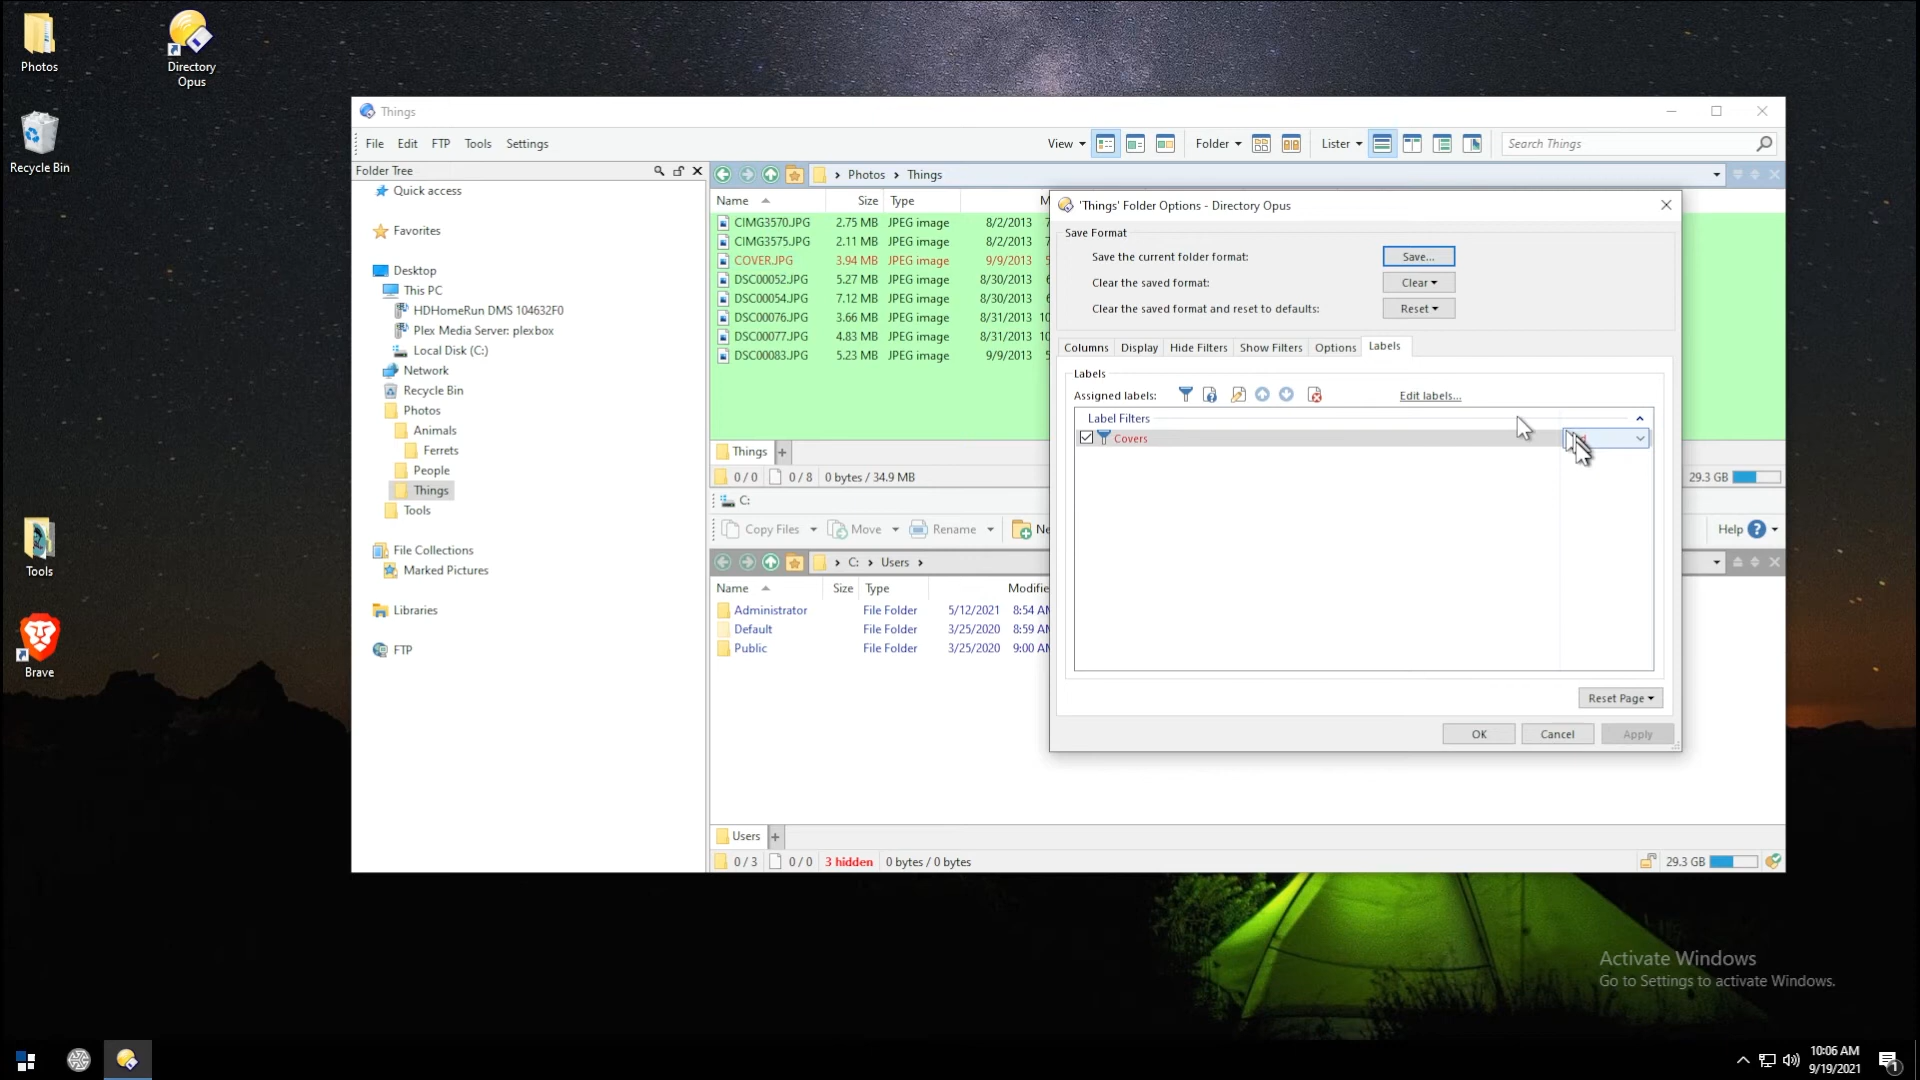 Photos
Directory
Opus
Recycle Bin
Tools
Brave
Things
File Edit FTP Tools Settings
View Folder Lister Search Things
Folder Tree
Quick access
Favorites
Desktop
This PC
HDHomeRun DMS 104632F0
Plex Media Server: plexbox
Local Disk (C:)
Network
Recycle Bin
Photos
Animals
Ferrets
People
Things
Tools
File Collections
Marked Pictures
Libraries
FTP
Photos Things
Name Size Type
CIMG3570.JPG 2.75 MB JPEG image 8/2/2013
CIMG3575.JPG 2.11 MB JPEG image 8/2/2013
COVER.JPG 3.94 MB JPEG image 9/9/2013
DSC00052.JPG 5.27 MB JPEG image 8/30/2013
DSC00054.JPG 7.12 MB JPEG image 8/30/2013
DSC00076.JPG 3.66 MB JPEG image 8/31/2013
DSC00077.JPG 4.83 MB JPEG image 8/31/2013
DSC00083.JPG 5.23 MB JPEG image 9/9/2013
Things +
0 / 0 0 / 8 0 bytes / 34.9 MB 29.3 GB
C:
Copy Files Move Rename Help
C: Users
Name Size Type
Administrator File Folder 5/12/2021 8:54
Default File Folder 3/25/2020 8:59
Public File Folder 3/25/2020 9:00
Users +
0 / 3 0 / 0 3 hidden 0 bytes / 0 bytes 29.3 GB
'Things' Folder Options - Directory Opus
Save Format
Save the current folder format: Save...
Clear the saved format: Clear
Clear the saved format and reset to defaults: Reset
Columns Display Hide Filters Show Filters Options Labels
Labels
Assigned labels: Edit labels...
Label Filters
Covers
Reset Page
OK Cancel Apply
Activate Windows
Go to Settings to activate Windows.
10:06 AM
9/19/2021
1